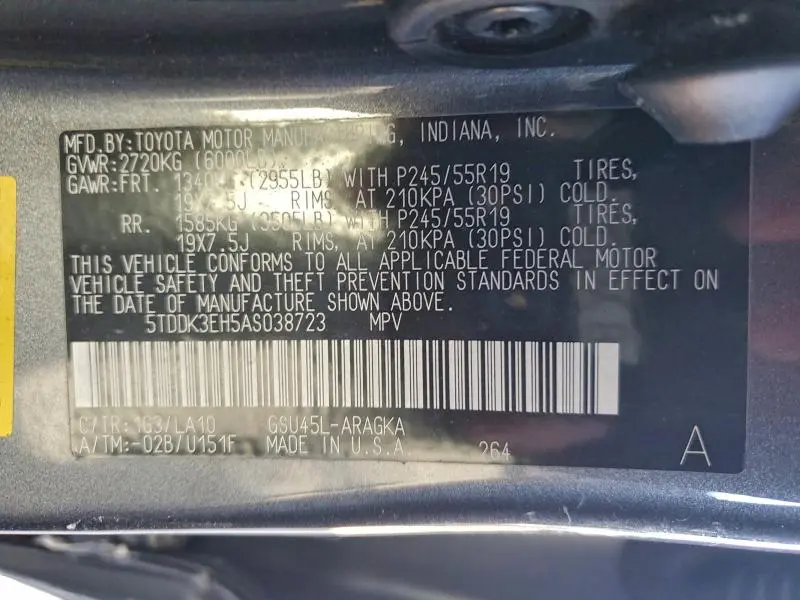 MFD.BY:TOYOTA MOTOR INDIANA, INC.
GVWR:2720KG (6000LB)
GAWR:FRT. (2955LB) WITH P245/55R19 TIRES,
RIMS, AT 210KPA (30PSI) COLD.
RR. 1585KG (3505LB) WITH P245/55R19 TIRES,
19X7.5J RIMS, AT 210KPA (30PSI) COLD.
THIS VEHICLE CONFORMS TO ALL APPLICABLE FEDERAL MOTOR
VEHICLE SAFETY AND THEFT PREVENTION STANDARDS IN EFFECT ON
THE DATE OF MANUFACTURE SHOWN ABOVE.
5TDDK3EH5AS038723 MPV
C/TR:1G3/LA10 GSU45L-ARAGKA
A/TM:-02B/U151F MADE IN U.S.A. 264
A